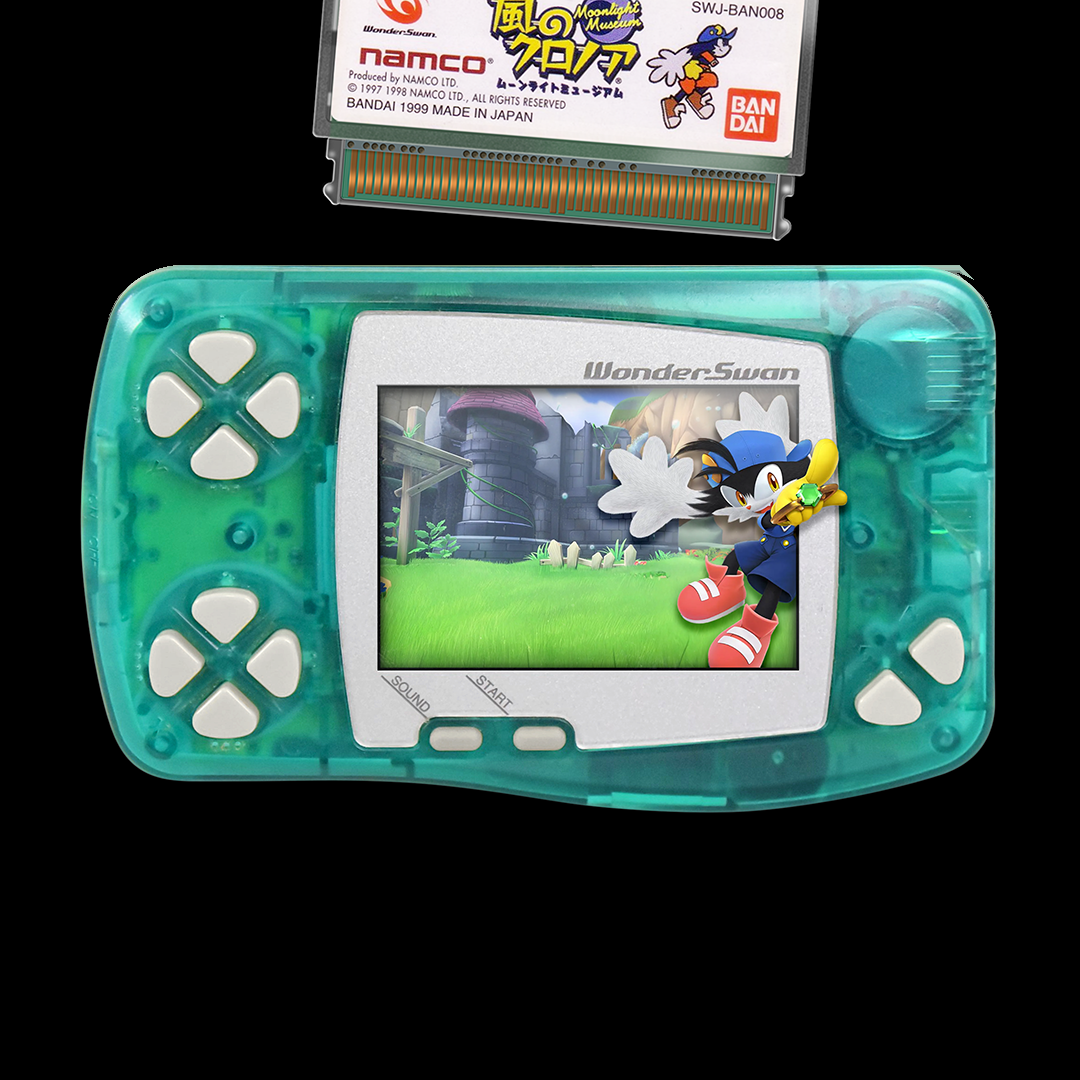 SWJ-BAN008
WonderSwan.
風のクロノア
Moonlight Museum
ムーンライトミュージアム
namco®
Produced by NAMCO LTD.
© 1997 1998 NAMCO LTD., ALL RIGHTS RESERVED
BANDAI 1999 MADE IN JAPAN
BAN
DAI
WonderSwan
SOUND
START